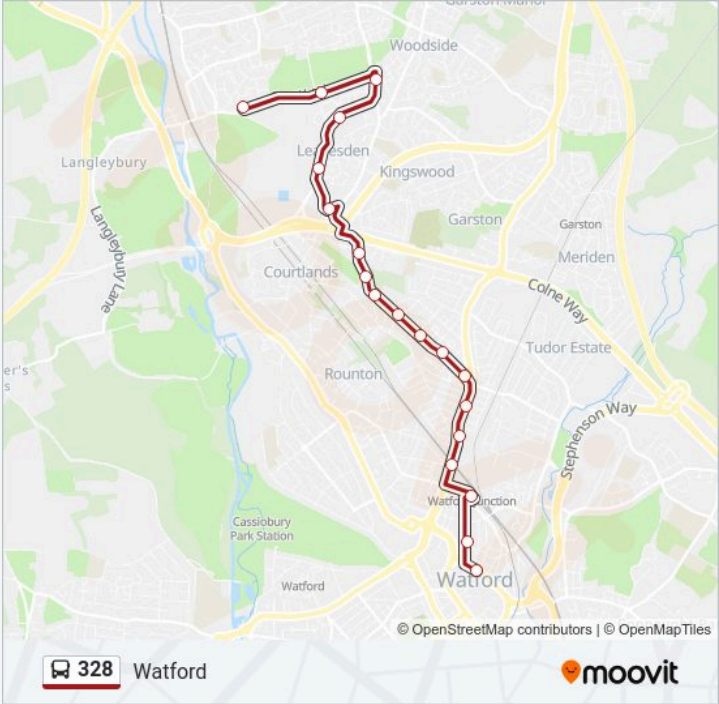 Garston Manor
Woodside
Leavesden
Langleybury
Kingswood
Langleybury Lane
Garston
Garston
Meriden
Courtlands
Colne Way
Tudor Estate
er's
s
Rounton
Stephenson Way
Watford Junction
Cassiobury
Park Station
Watford
Watford
© OpenStreetMap contributors | © OpenMapTiles
328 Watford
moovit